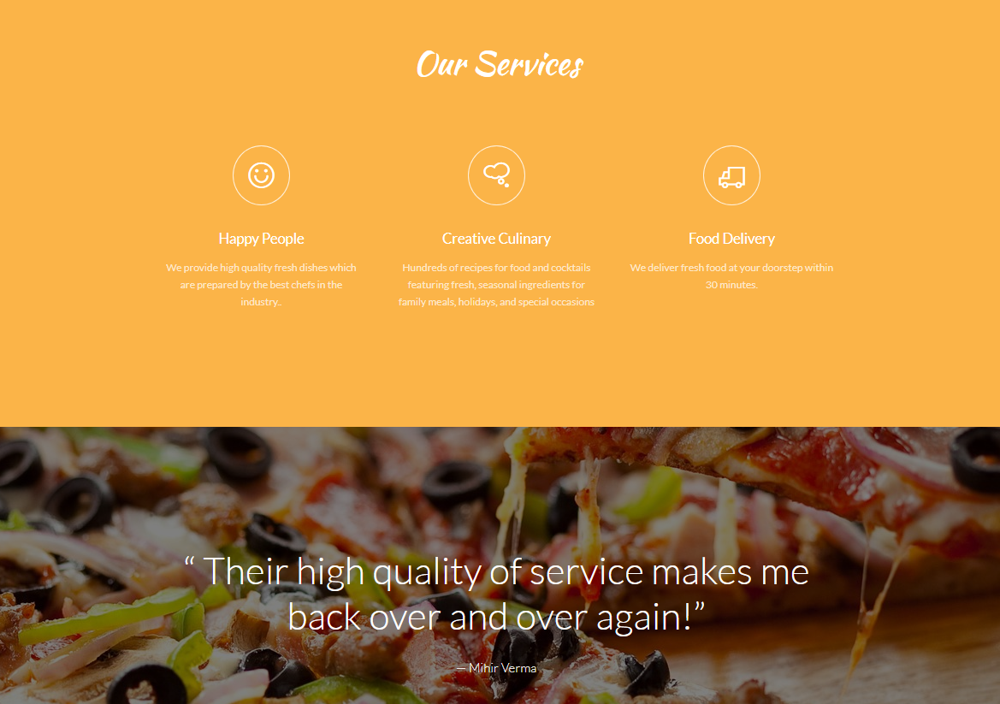 Our Services
Happy People
We provide high quality fresh dishes which
are prepared by the best chefs in the
industry..
Creative Culinary
Hundreds of recipes for food and cocktails
featuring fresh, seasonal ingredients for
family meals, holidays, and special occasions
Food Delivery
We deliver fresh food at your doorstep within
30 minutes.
“ Their high quality of service makes me
back over and over again!”
— Mihir Verma